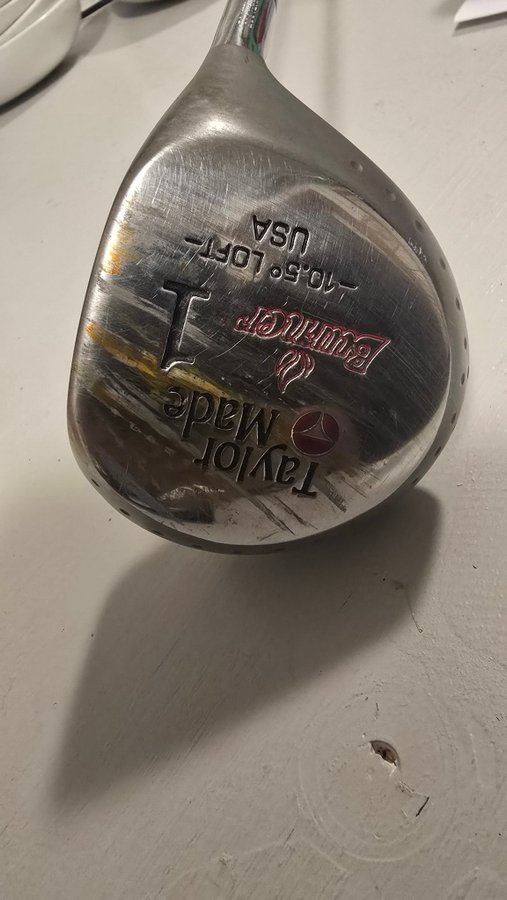 Taylor
Made
Burner
1
-10.5° LOFT-
USA